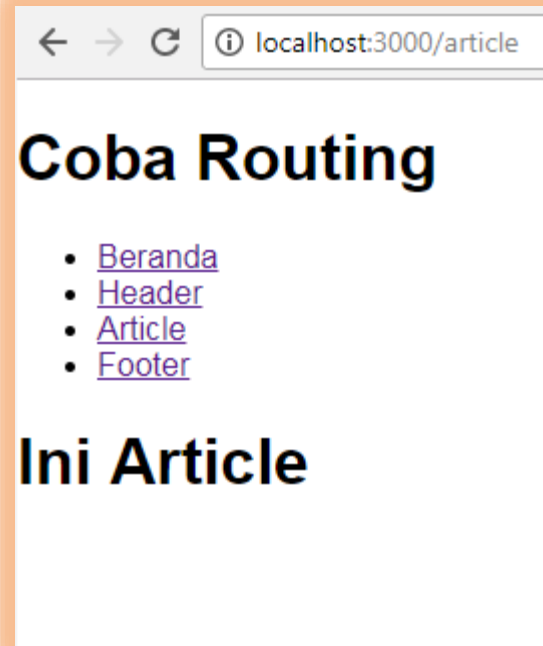 localhost:3000/article
Coba Routing
Beranda
Header
Article
Footer
Ini Article